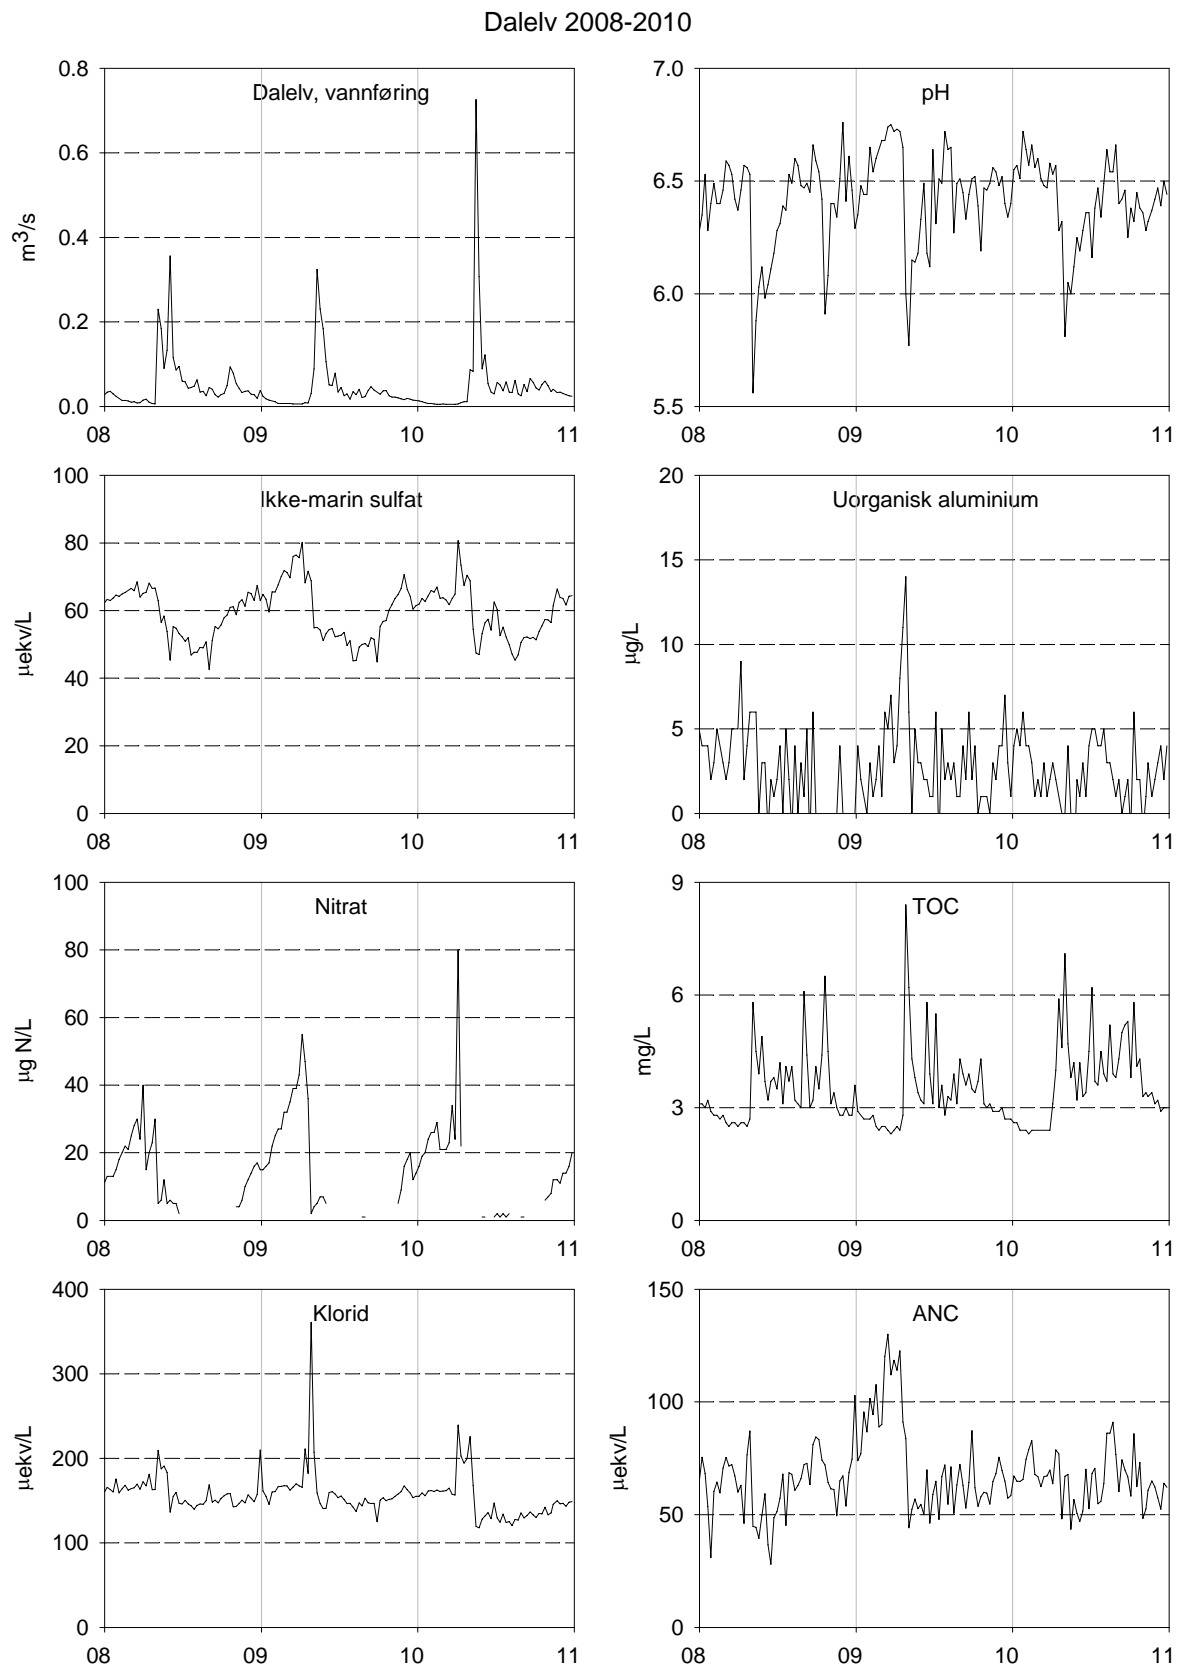 Dalelv 2008-2010
Dalelv, vannføring
m3/s
0.8
0.6
0.4
0.2
0.0
08 09 10 11
pH
7.0
6.5
6.0
5.5
08 09 10 11
Ikke-marin sulfat
µekv/L
100
80
60
40
20
0
08 09 10 11
Uorganisk aluminium
µg/L
20
15
10
5
0
08 09 10 11
Nitrat
µg N/L
100
80
60
40
20
0
08 09 10 11
TOC
mg/L
9
6
3
0
08 09 10 11
Klorid
µekv/L
400
300
200
100
0
08 09 10 11
ANC
µekv/L
150
100
50
0
08 09 10 11